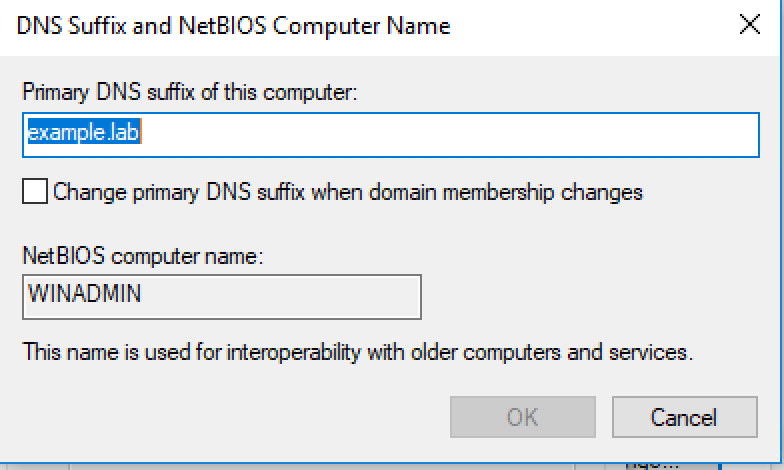 DNS Suffix and NetBIOS Computer Name
Primary DNS suffix of this computer:
example.lab
Change primary DNS suffix when domain membership changes
NetBIOS computer name:
WINADMIN
This name is used for interoperability with older computers and services.
OK
Cancel